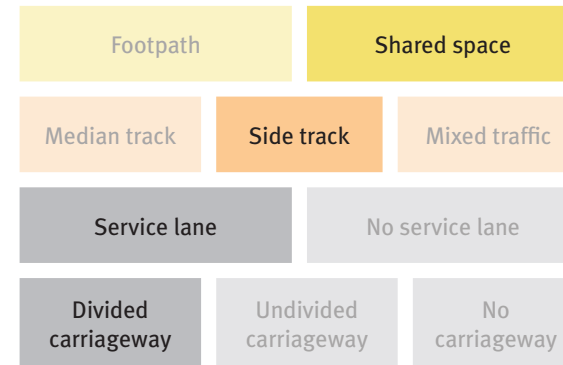 Footpath
Shared space
Median track
Side track
Mixed traffic
Service lane
No service lane
Divided
carriageway
Undivided
carriageway
No
carriageway